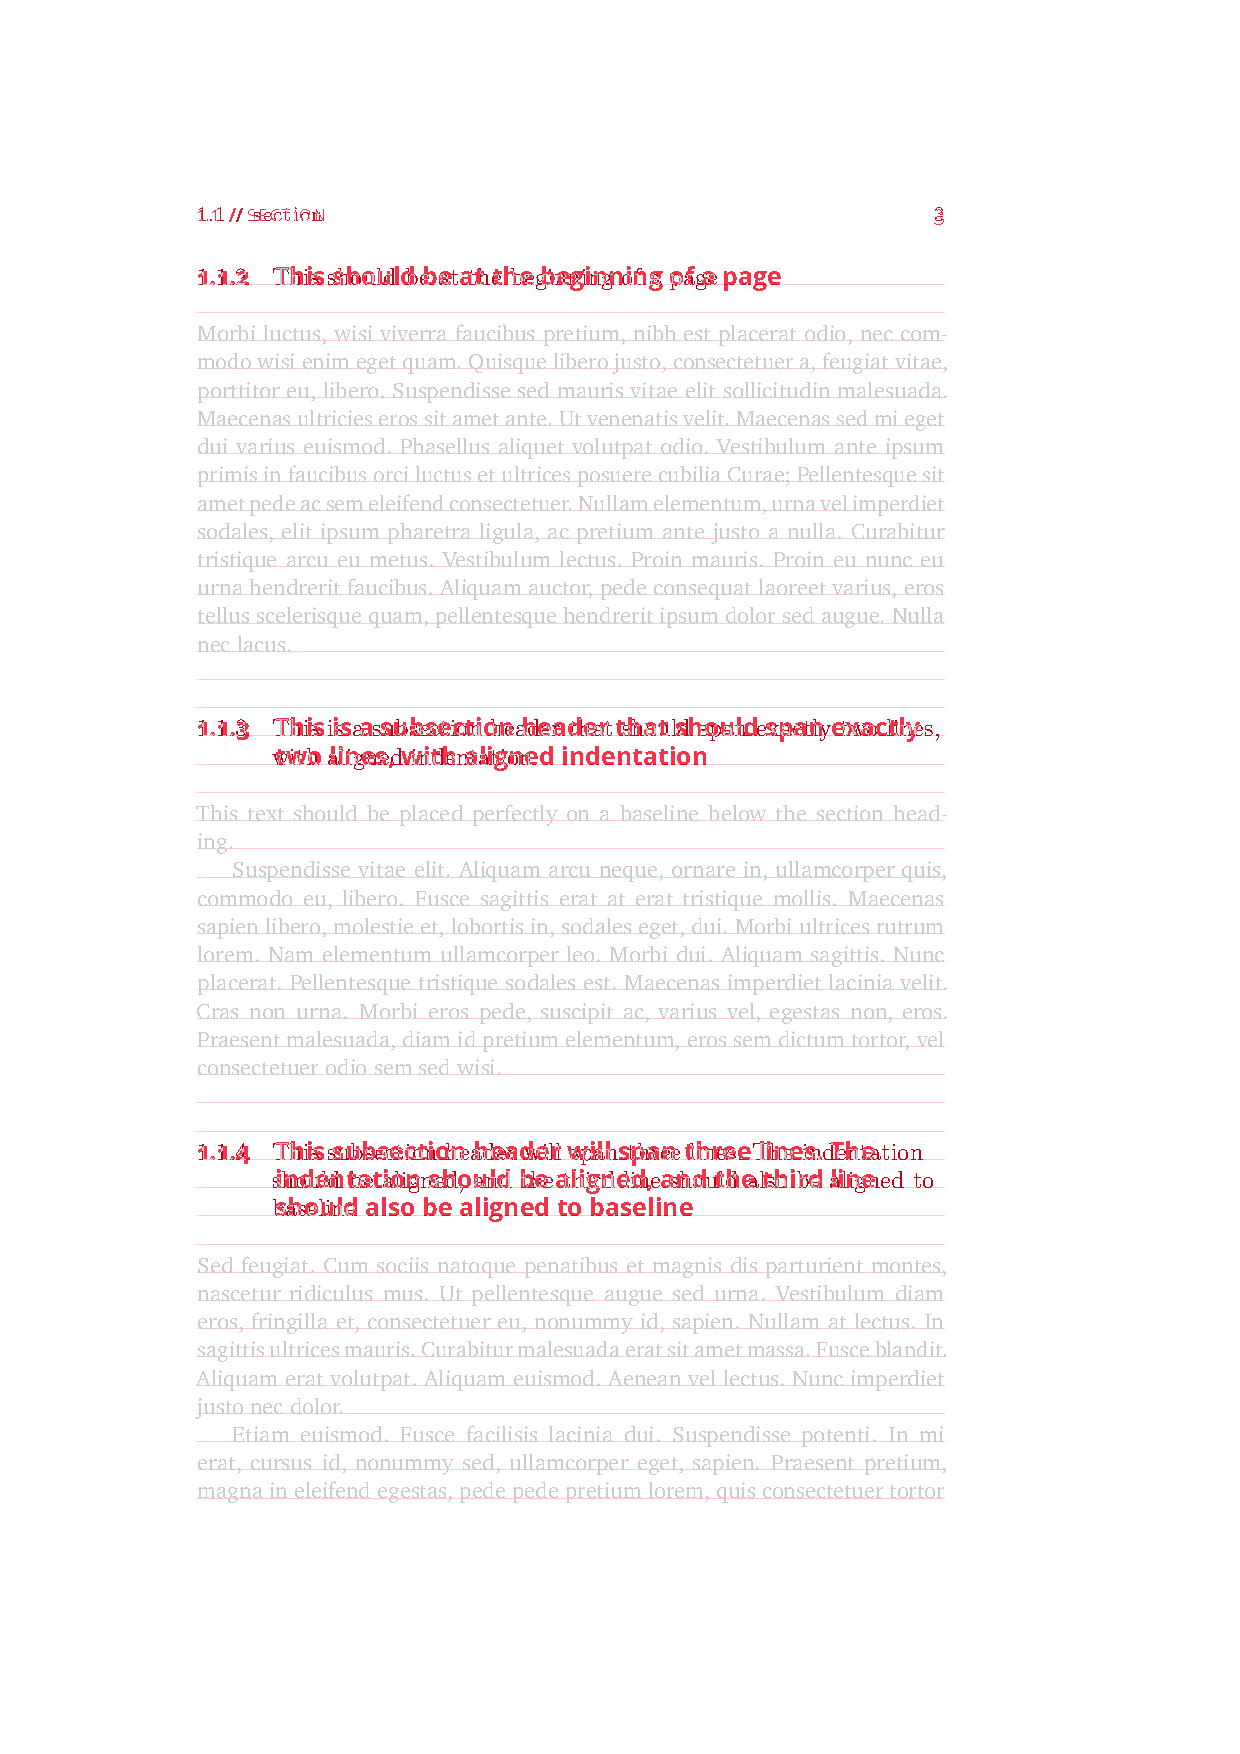 1.1 // SECTION 3
1.1.2 This should be at the beginning of a page
Morbi luctus, wisi viverra faucibus pretium, nibh est placerat odio, nec com-
modo wisi enim eget quam. Quisque libero justo, consectetuer a, feugiat vitae,
porttitor eu, libero. Suspendisse sed mauris vitae elit sollicitudin malesuada.
Maecenas ultricies eros sit amet ante. Ut venenatis velit. Maecenas sed mi eget
dui varius euismod. Phasellus aliquet volutpat odio. Vestibulum ante ipsum
primis in faucibus orci luctus et ultrices posuere cubilia Curae; Pellentesque sit
amet pede ac sem eleifend consectetuer. Nullam elementum, urna vel imperdiet
sodales, elit ipsum pharetra ligula, ac pretium ante justo a nulla. Curabitur
tristique arcu eu metus. Vestibulum lectus. Proin mauris. Proin eu nunc eu
urna hendrerit faucibus. Aliquam auctor, pede consequat laoreet varius, eros
tellus scelerisque quam, pellentesque hendrerit ipsum dolor sed augue. Nulla
nec lacus.
1.1.3 This is a subsection header that should span exactly
two lines, with aligned indentation
This text should be placed perfectly on a baseline below the section head-
ing.
Suspendisse vitae elit. Aliquam arcu neque, ornare in, ullamcorper quis,
commodo eu, libero. Fusce sagittis erat at erat tristique mollis. Maecenas
sapien libero, molestie et, lobortis in, sodales eget, dui. Morbi ultrices rutrum
lorem. Nam elementum ullamcorper leo. Morbi dui. Aliquam sagittis. Nunc
placerat. Pellentesque tristique sodales est. Maecenas imperdiet lacinia velit.
Cras non urna. Morbi eros pede, suscipit ac, varius vel, egestas non, eros.
Praesent malesuada, diam id pretium elementum, eros sem dictum tortor, vel
consectetuer odio sem sed wisi.
1.1.4 This subsection header will span three lines. The
indentation should be aligned, and the third line
should also be aligned to baseline
Sed feugiat. Cum sociis natoque penatibus et magnis dis parturient montes,
nascetur ridiculus mus. Ut pellentesque augue sed urna. Vestibulum diam
eros, fringilla et, consectetuer eu, nonummy id, sapien. Nullam at lectus. In
sagittis ultrices mauris. Curabitur malesuada erat sit amet massa. Fusce blandit.
Aliquam erat volutpat. Aliquam euismod. Aenean vel lectus. Nunc imperdiet
justo nec dolor.
Etiam euismod. Fusce facilisis lacinia dui. Suspendisse potenti. In mi
erat, cursus id, nonummy sed, ullamcorper eget, sapien. Praesent pretium,
magna in eleifend egestas, pede pede pretium lorem, quis consectetuer tortor